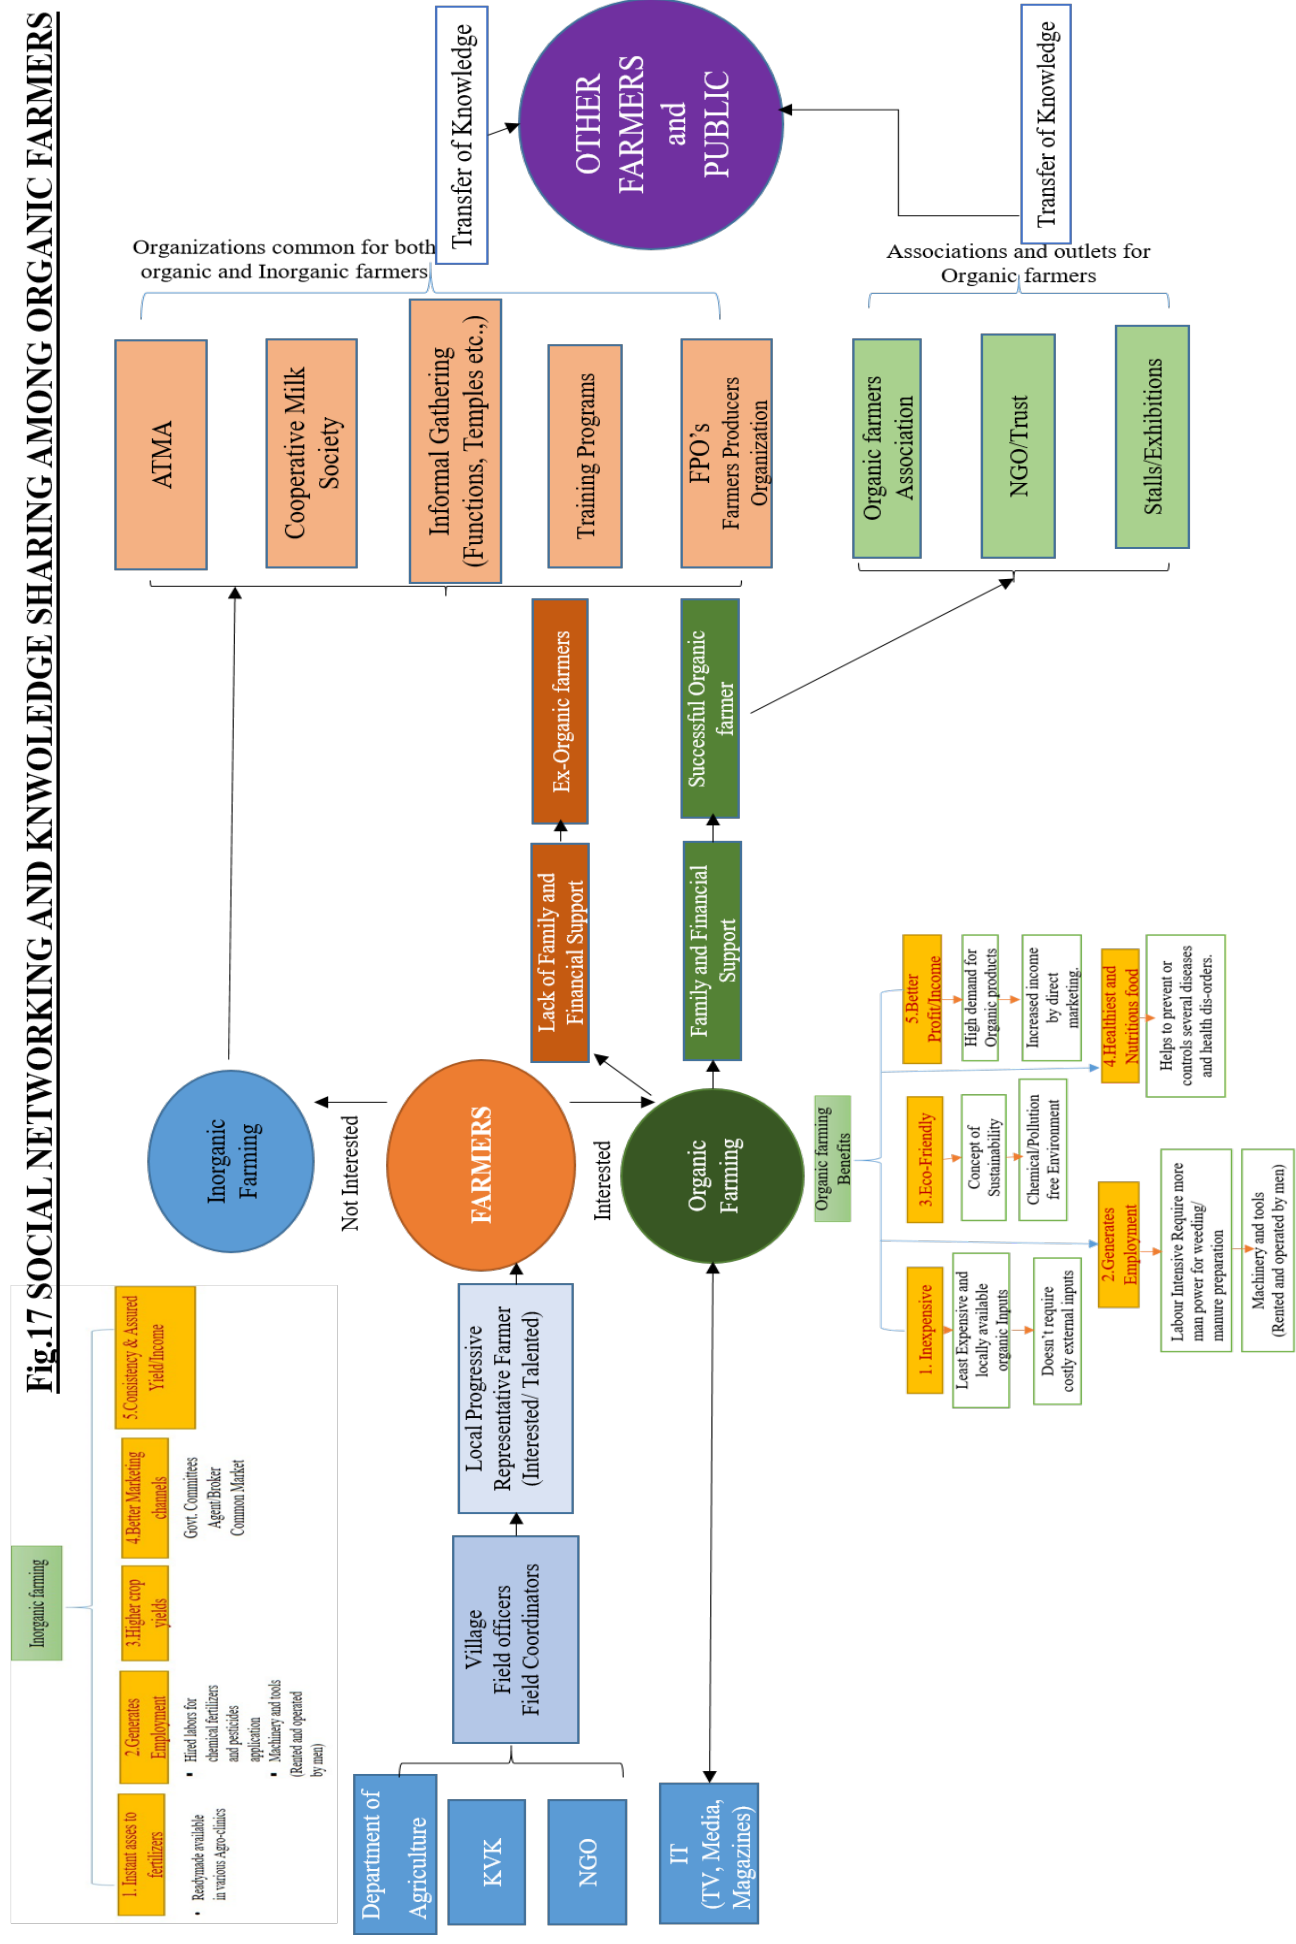 Fig.17 SOCIAL NETWORKING AND KNWOLEDGE SHARING AMONG ORGANIC FARMERS
Inorganic farming
1. Instant asses to
fertilizers
Readymade available
in various Agro-clinics
2.Generates
Employment
Hired labors for
chemical fertilizers
and pesticides
application
Machinery and tools
(Rented and operated
by men)
3.Higher crop
yields
4.Better Marketing
channels
Govt. Committees
Agent/Broker
Common Market
5.Consistency & Assured
Yield/Income
Department of
Agriculture
KVK
NGO
IT
(TV, Media,
Magazines)
Village
Field officers
Field Coordinators
Local Progressive
Representative Farmer
(Interested/ Talented)
FARMERS
Not Interested
Interested
Inorganic
Farming
Organic
Farming
Lack of Family and
Financial Support
Ex-Organic farmers
Family and Financial
Support
Successful Organic
farmer
Organic farming
Benefits
1. Inexpensive
Least Expensive and
locally available
organic Inputs
Doesn't require
costly external inputs
2.Generates
Employment
Labour Intensive Require more
man power for weeding/
manure preparation
Machinery and tools
(Rented and operated by men)
3.Eco-Friendly
Concept of
Sustainability
Chemical/Pollution
free Environment
4.Healthiest and
Nutritious food
Helps to prevent or
controls several diseases
and health dis-orders.
5.Better
Profit/Income
High demand for
Organic products
Increased income
by direct
marketing.
ATMA
Cooperative Milk
Society
Informal Gathering
(Functions, Temples etc.,)
Training Programs
FPO's
Farmers Producers
Organization
Organic farmers
Association
NGO/Trust
Stalls/Exhibitions
Organizations common for both
organic and Inorganic farmers
Associations and outlets for
Organic farmers
Transfer of Knowledge
Transfer of Knowledge
OTHER
FARMERS
and
PUBLIC